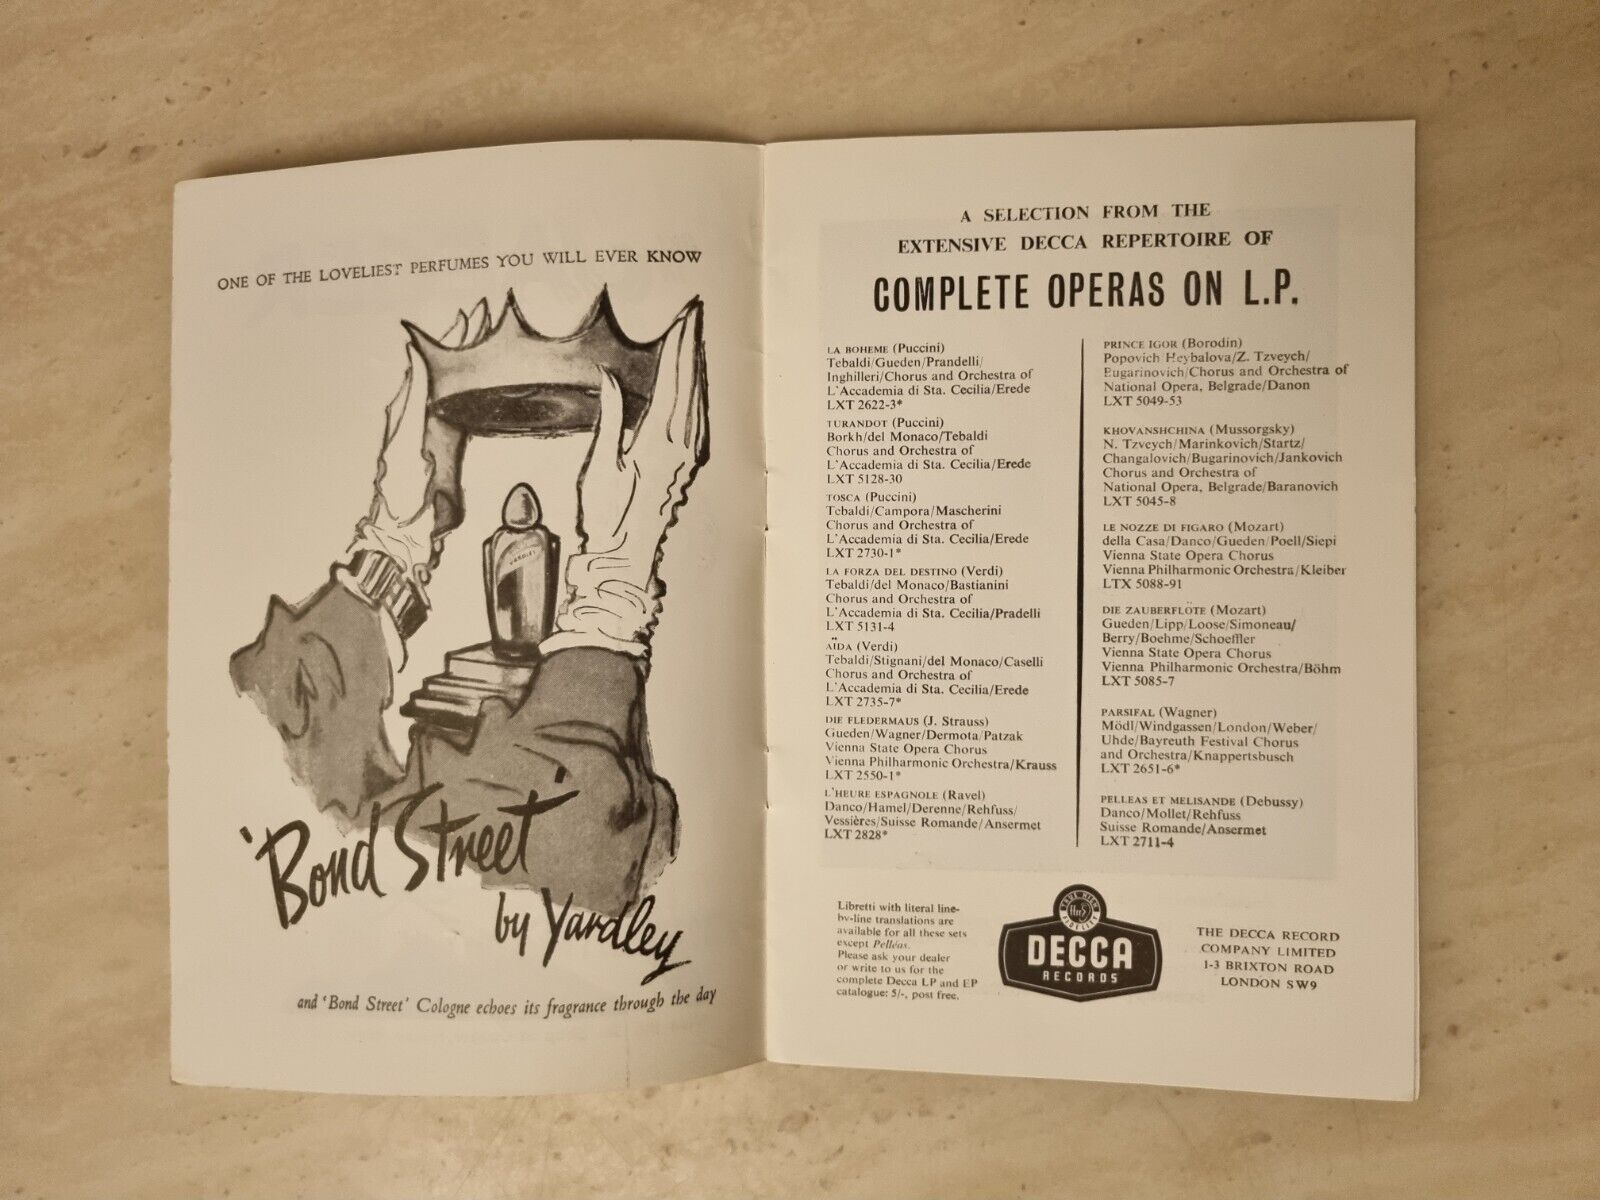 ONE OF THE LOVELIEST PERFUMES YOU WILL EVER KNOW
YARDLEY
'Bond Street'
by Yardley
and 'Bond Street' Cologne echoes its fragrance through the day
A SELECTION FROM THE
EXTENSIVE DECCA REPERTOIRE OF
COMPLETE OPERAS ON L.P.
LA BOHEME (Puccini)
Tebaldi/Gueden/Prandelli/
Inghilleri/Chorus and Orchestra of
L'Accademia di Sta. Cecilia/Erede
LXT 2622-3*
TURANDOT (Puccini)
Borkh/del Monaco/Tebaldi
Chorus and Orchestra of
L'Accademia di Sta. Cecilia/Erede
LXT 5128-30
TOSCA (Puccini)
Tebaldi/Campora/Mascherini
Chorus and Orchestra of
L'Accademia di Sta. Cecilia/Erede
LXT 2730-1*
LA FORZA DEL DESTINO (Verdi)
Tebaldi/del Monaco/Bastianini
Chorus and Orchestra of
L'Accademia di Sta. Cecilia/Pradelli
LXT 5131-4
AÏDA (Verdi)
Tebaldi/Stignani/del Monaco/Caselli
Chorus and Orchestra of
L'Accademia di Sta. Cecilia/Erede
LXT 2735-7*
DIE FLEDERMAUS (J. Strauss)
Gueden/Wagner/Dermota/Patzak
Vienna State Opera Chorus
Vienna Philharmonic Orchestra/Krauss
LXT 2550-1*
L'HEURE ESPAGNOLE (Ravel)
Danco/Hamel/Derenne/Rehfuss/
Vessières/Suisse Romande/Ansermet
LXT 2828*
PRINCE IGOR (Borodin)
Popovich Heybalova/Z. Tzveych/
Bugarinovich/Chorus and Orchestra of
National Opera, Belgrade/Danon
LXT 5049-53
KHOVANSHCHINA (Mussorgsky)
N. Tzveych/Marinkovich/Startz/
Changalovich/Bugarinovich/Jankovich
Chorus and Orchestra of
National Opera, Belgrade/Baranovich
LXT 5045-8
LE NOZZE DI FIGARO (Mozart)
della Casa/Danco/Gueden/Poell/Siepi
Vienna State Opera Chorus
Vienna Philharmonic Orchestra/Kleiber
LTX 5088-91
DIE ZAUBERFLÖTE (Mozart)
Gueden/Lipp/Loose/Simoneau/
Berry/Boehme/Schoeffler
Vienna State Opera Chorus
Vienna Philharmonic Orchestra/Böhm
LXT 5085-7
PARSIFAL (Wagner)
Mödl/Windgassen/London/Weber/
Uhde/Bayreuth Festival Chorus
and Orchestra/Knappertsbusch
LXT 2651-6*
PELLEAS ET MELISANDE (Debussy)
Danco/Mollet/Rehfuss
Suisse Romande/Ansermet
LXT 2711-4
Libretti with literal line-
by-line translations are
available for all these sets
except Pelléas.
Please ask your dealer
or write to us for the
complete Decca LP and EP
catalogue: 5/-, post free.
TRUE HIGH FIDELITY
DECCA
RECORDS
THE DECCA RECORD
COMPANY LIMITED
1-3 BRIXTON ROAD
LONDON SW9